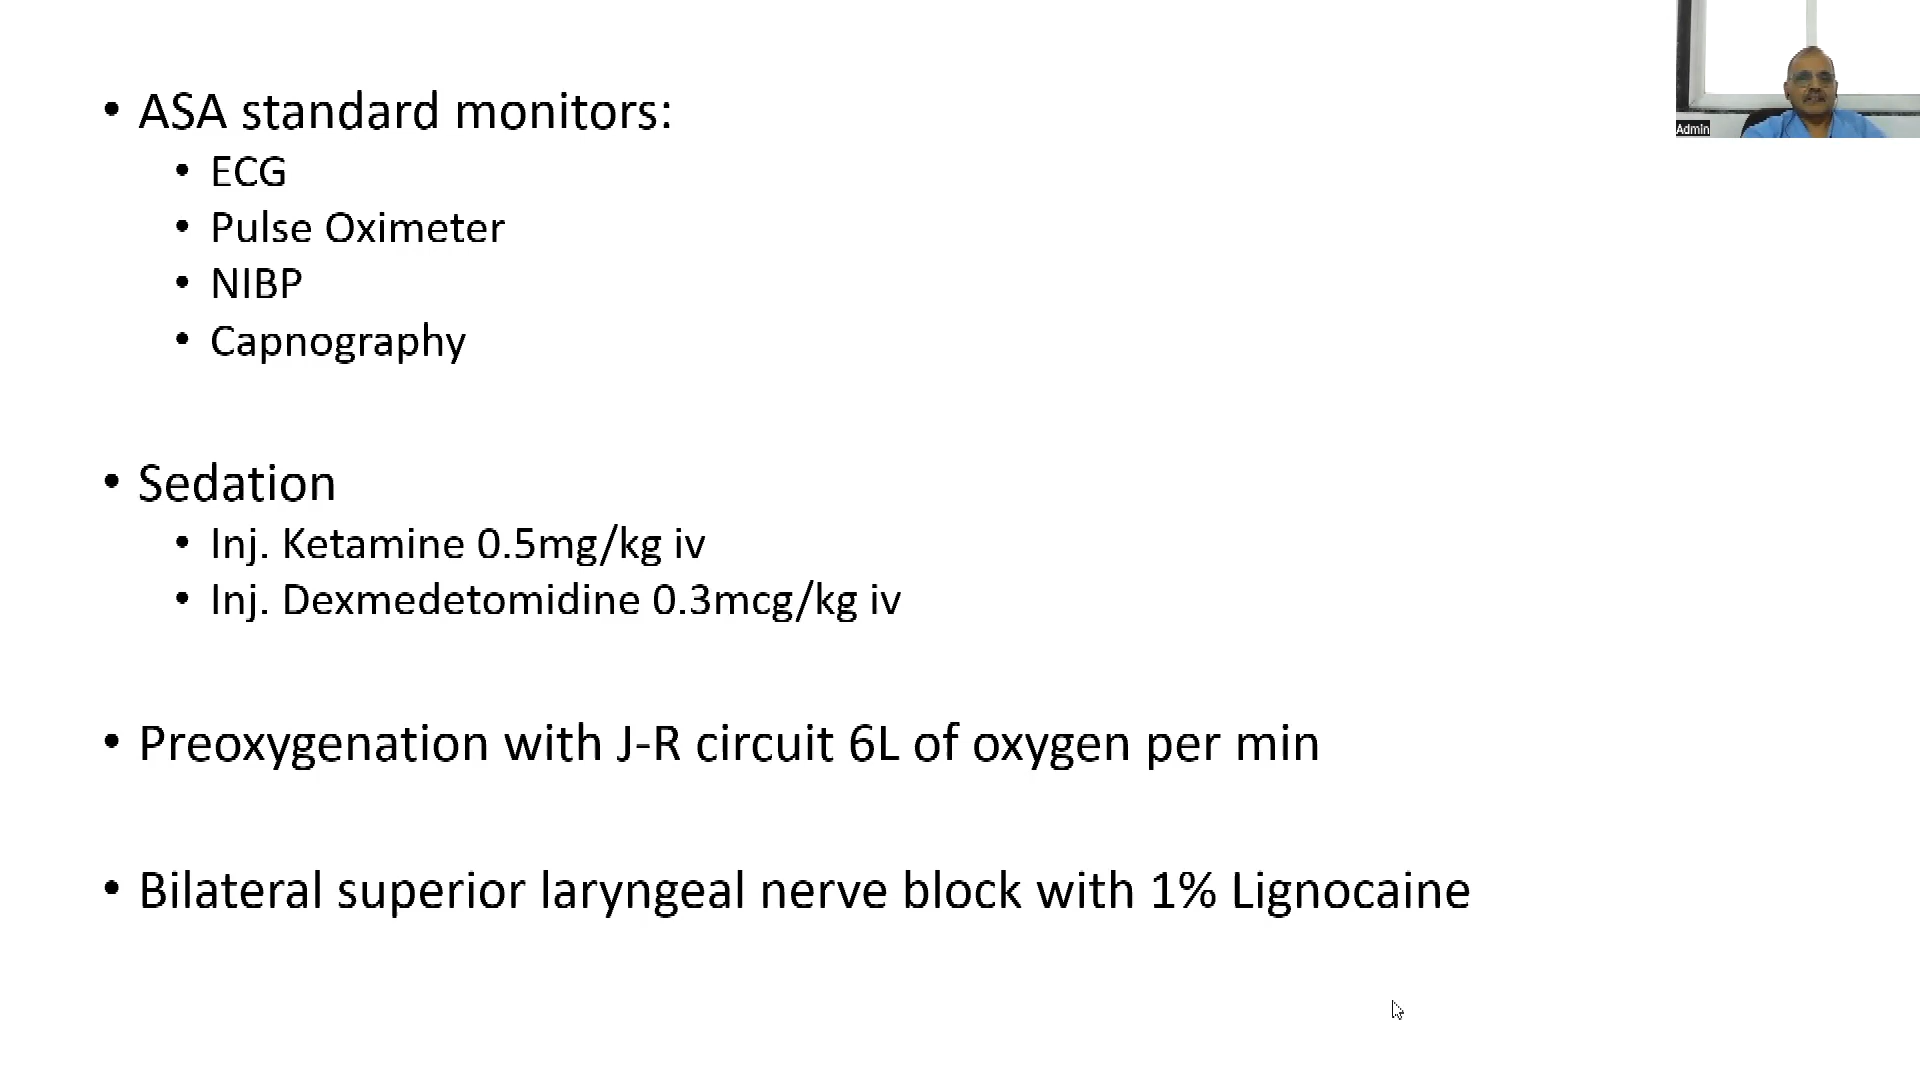 • ASA standard monitors:
• ECG
• Pulse Oximeter
• NIBP
• Capnography
• Sedation
• Inj. Ketamine 0.5mg/kg iv
• Inj. Dexmedetomidine 0.3mcg/kg iv
• Preoxygenation with J-R circuit 6L of oxygen per min
• Bilateral superior laryngeal nerve block with 1% Lignocaine
Admin